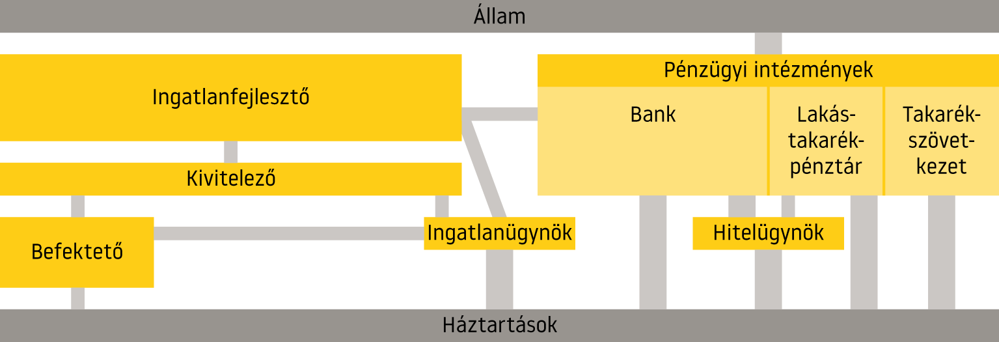 Állam
Pénzügyi intézmények
Ingatlanfejlesztő
Bank
Lakás-
takarék-
pénztár
Takarék-
szövet-
kezet
Kivitelező
Ingatlanügynök
Hitelügynök
Befektető
Háztartások